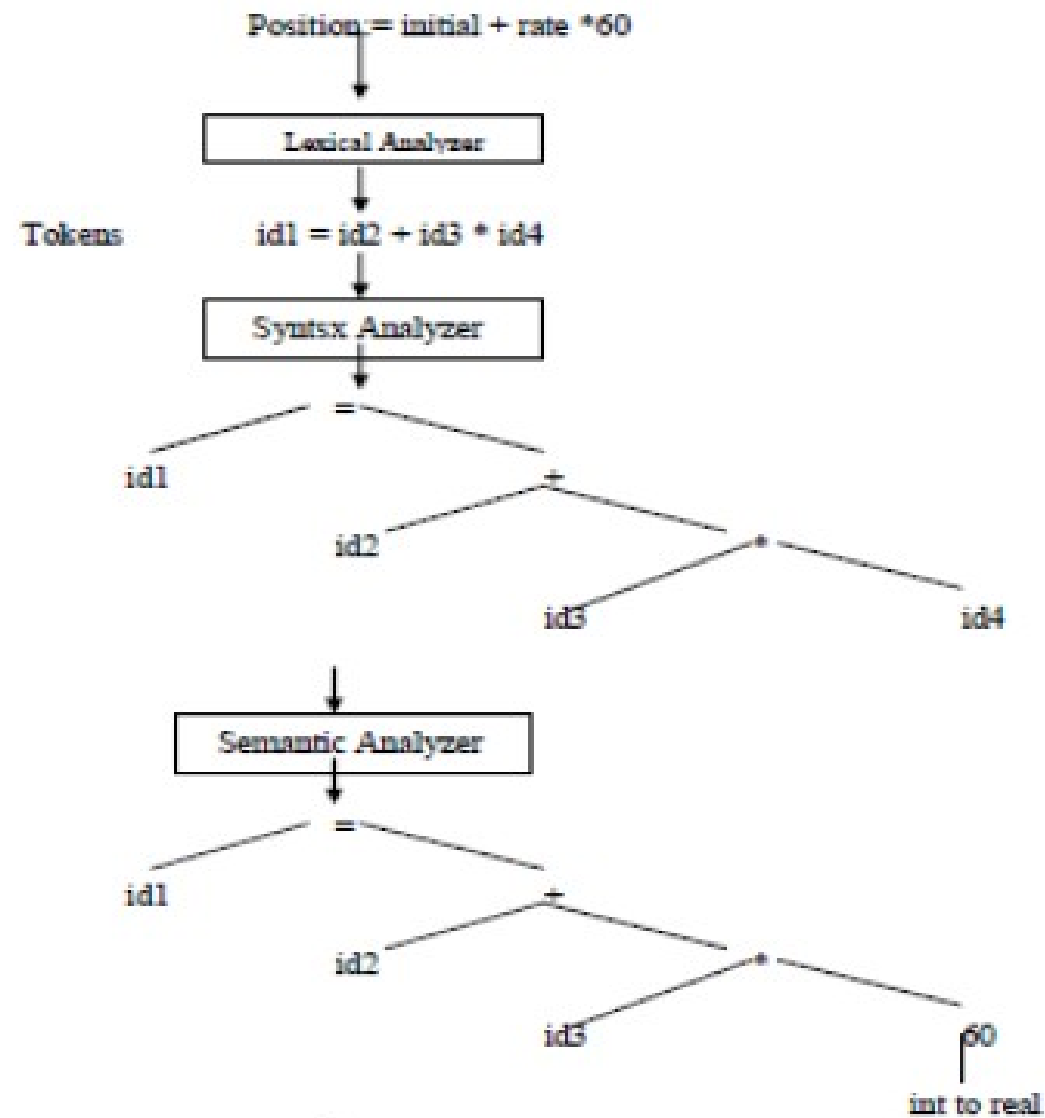 Position = initial + rate *60
Lexical Analyzer
Tokens id1 = id2 + id3 * id4
Syntsx Analyzer
=
id1
+
id2
*
id3 id4
Semantic Analyzer
=
id1
+
id2
*
id3 60
int to real